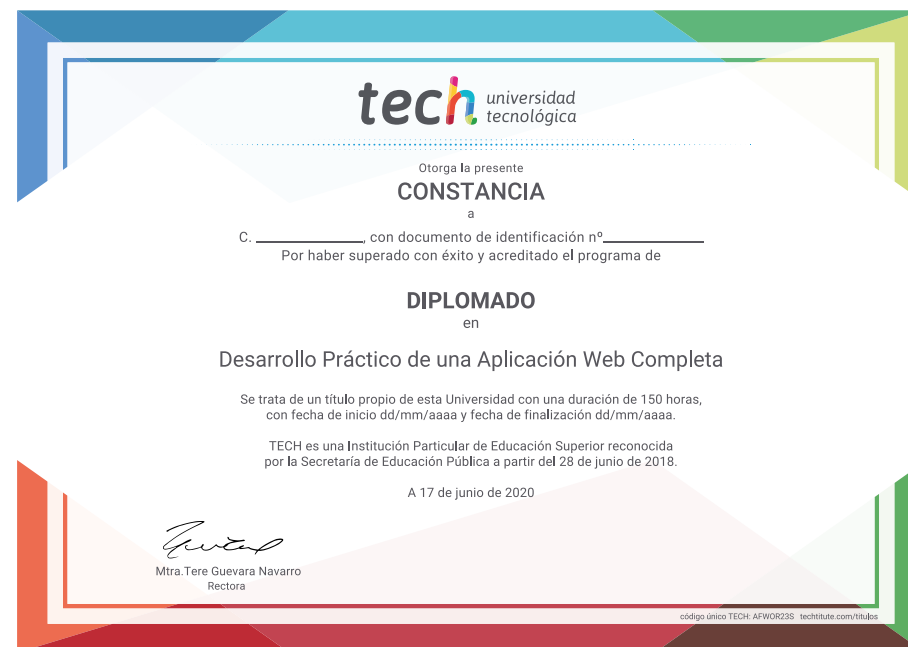 tech universidad
tecnológica
Otorga la presente
CONSTANCIA
a
C. ______________, con documento de identificación nº_____________
Por haber superado con éxito y acreditado el programa de
DIPLOMADO
en
Desarrollo Práctico de una Aplicación Web Completa
Se trata de un título propio de esta Universidad con una duración de 150 horas,
con fecha de inicio dd/mm/aaaa y fecha de finalización dd/mm/aaaa.
TECH es una Institución Particular de Educación Superior reconocida
por la Secretaría de Educación Pública a partir del 28 de junio de 2018.
A 17 de junio de 2020
Mtra.Tere Guevara Navarro
Rectora
código único TECH: AFWOR23S techtitute.com/titulos